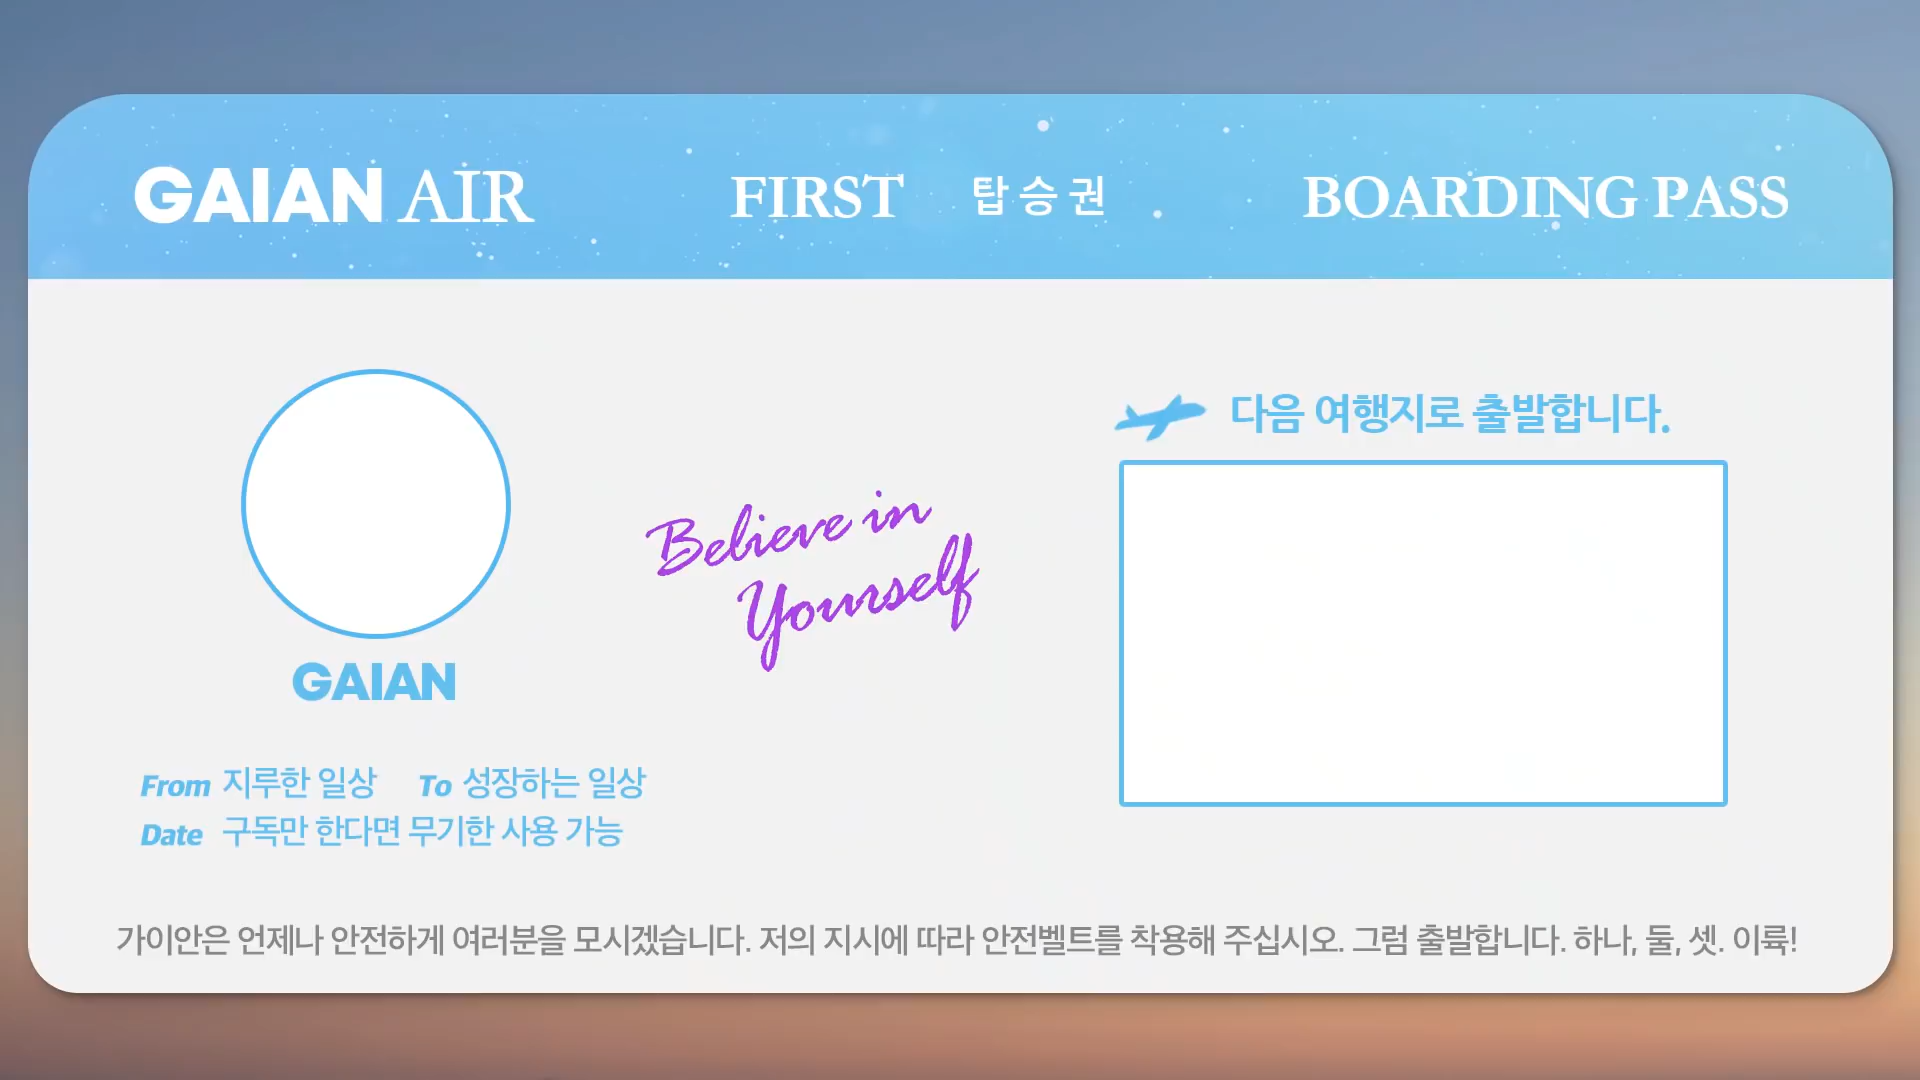 GAIAN AIR FIRST 탑승권 BOARDING PASS
다음 여행지로 출발합니다.
Believe in
Yourself
GAIAN
From 지루한 일상 To 성장하는 일상
Date 구독만 한다면 무기한 사용 가능
가이안은 언제나 안전하게 여러분을 모시겠습니다. 저의 지시에 따라 안전벨트를 착용해 주십시오. 그럼 출발합니다. 하나, 둘, 셋. 이륙!